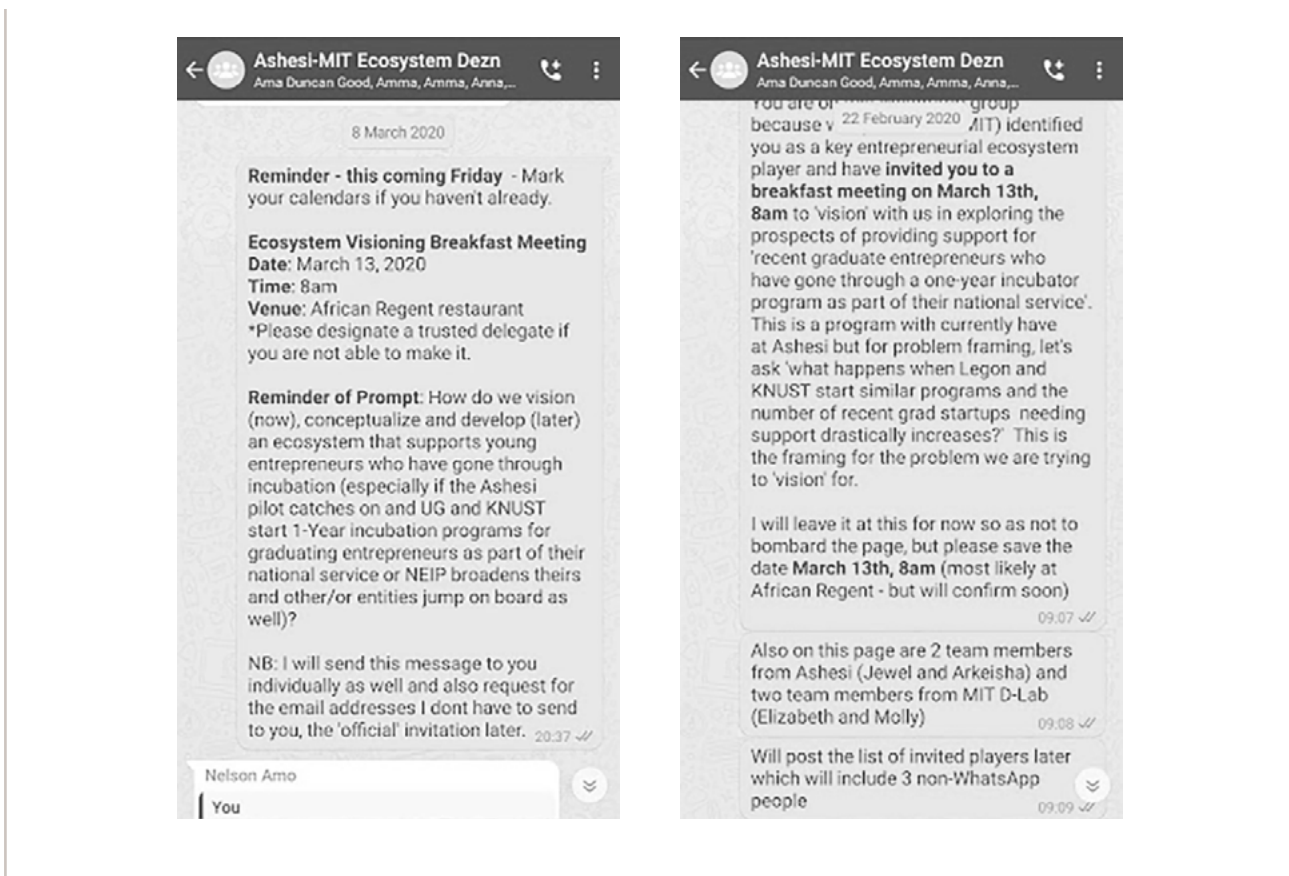 Ashesi-MIT Ecosystem Dezn
Ama Duncan Good, Amma, Amma, Anna,...
8 March 2020
Reminder - this coming Friday - Mark
your calendars if you haven't already.
Ecosystem Visioning Breakfast Meeting
Date: March 13, 2020
Time: 8am
Venue: African Regent restaurant
*Please designate a trusted delegate if
you are not able to make it.
Reminder of Prompt: How do we vision
(now), conceptualize and develop (later)
an ecosystem that supports young
entrepreneurs who have gone through
incubation (especially if the Ashesi
pilot catches on and UG and KNUST
start 1-Year incubation programs for
graduating entrepreneurs as part of their
national service or NEIP broadens theirs
and other/or entities jump on board as
well)?
NB: I will send this message to you
individually as well and also request for
the email addresses I dont have to send
to you, the 'official' invitation later. 20:37
Nelson Amo
You
Ashesi-MIT Ecosystem Dezn
Ama Duncan Good, Amma, Amma, Anna,...
You are group
22 February 2020
because MIT) identified
you as a key entrepreneurial ecosystem
player and have invited you to a
breakfast meeting on March 13th,
8am to 'vision' with us in exploring the
prospects of providing support for
'recent graduate entrepreneurs who
have gone through a one-year incubator
program as part of their national service'.
This is a program with currently have
at Ashesi but for problem framing, let's
ask 'what happens when Legon and
KNUST start similar programs and the
number of recent grad startups needing
support drastically increases?' This is
the framing for the problem we are trying
to 'vision' for.
I will leave it at this for now so as not to
bombard the page, but please save the
date March 13th, 8am (most likely at
African Regent - but will confirm soon)
09:07
Also on this page are 2 team members
from Ashesi (Jewel and Arkeisha) and
two team members from MIT D-Lab
(Elizabeth and Molly) 09:08
Will post the list of invited players later
which will include 3 non-WhatsApp
people 09:09